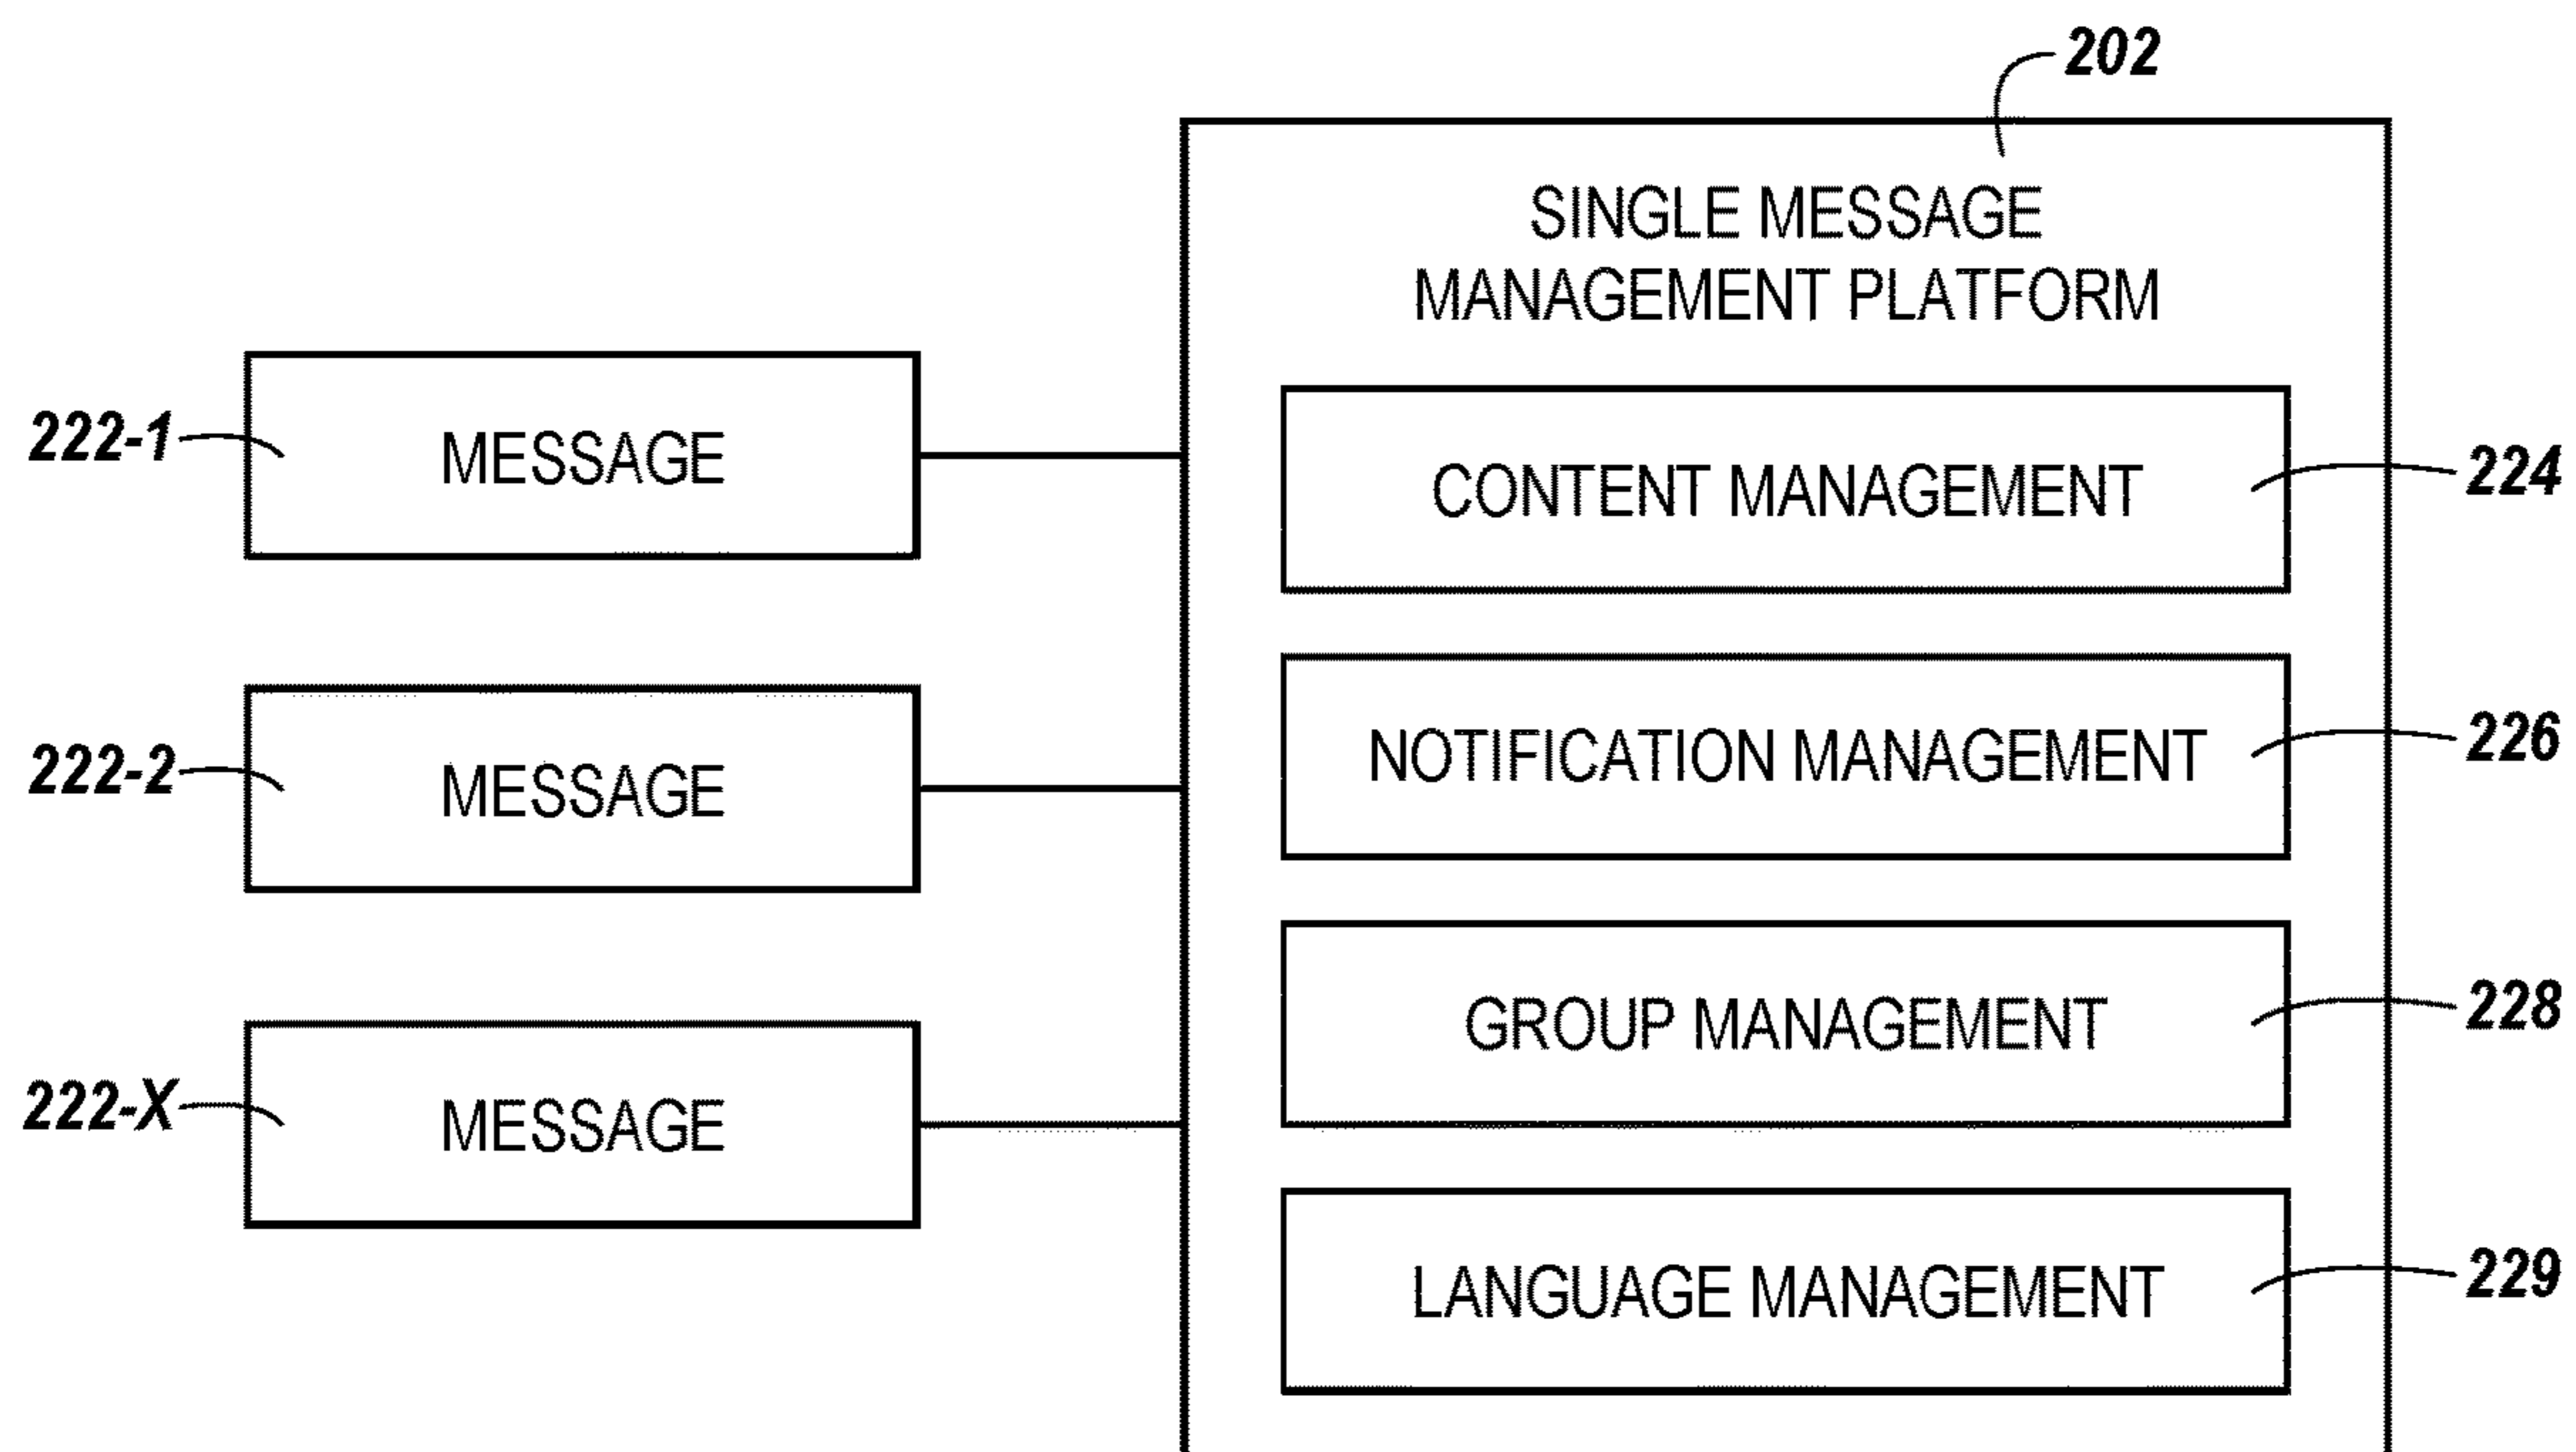 202
SINGLE MESSAGE
MANAGEMENT PLATFORM
222-1
MESSAGE
CONTENT MANAGEMENT
224
222-2
MESSAGE
NOTIFICATION MANAGEMENT
226
222-X
MESSAGE
GROUP MANAGEMENT
228
LANGUAGE MANAGEMENT
229